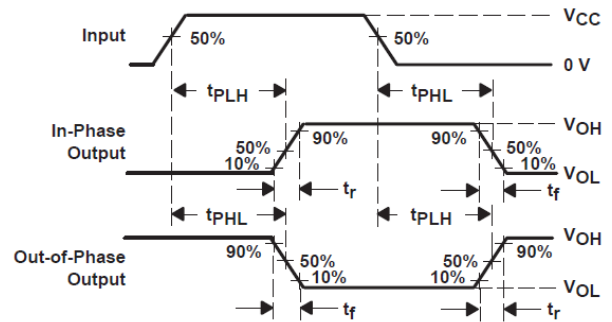 Input
50%
50%
VCC
0 V
tPLH
tPHL
In-Phase
Output
90%
50%
10%
90%
50%
10%
VOH
VOL
tr
tf
tPHL
tPLH
Out-of-Phase
Output
90%
50%
10%
50%
10%
90%
VOH
VOL
tf
tr